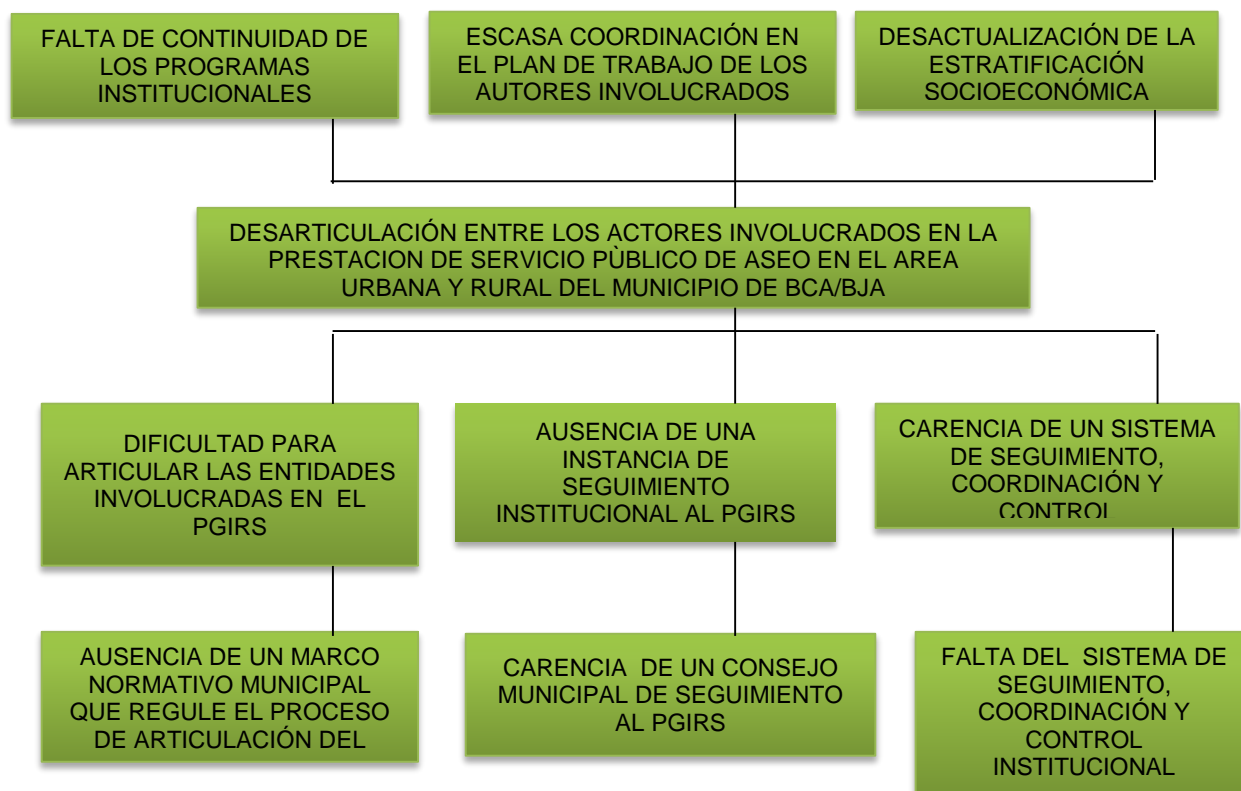 FALTA DE CONTINUIDAD DE
LOS PROGRAMAS
INSTITUCIONALES
ESCASA COORDINACIÓN EN
EL PLAN DE TRABAJO DE LOS
AUTORES INVOLUCRADOS
DESACTUALIZACIÓN DE LA
ESTRATIFICACIÓN
SOCIOECONÓMICA
DESARTICULACIÓN ENTRE LOS ACTORES INVOLUCRADOS EN LA
PRESTACION DE SERVICIO PÙBLICO DE ASEO EN EL AREA
URBANA Y RURAL DEL MUNICIPIO DE BCA/BJA
DIFICULTAD PARA
ARTICULAR LAS ENTIDADES
INVOLUCRADAS EN EL
PGIRS
AUSENCIA DE UNA
INSTANCIA DE
SEGUIMIENTO
INSTITUCIONAL AL PGIRS
CARENCIA DE UN SISTEMA
DE SEGUIMIENTO,
COORDINACIÓN Y
CONTROL
AUSENCIA DE UN MARCO
NORMATIVO MUNICIPAL
QUE REGULE EL PROCESO
DE ARTICULACIÓN DEL
CARENCIA DE UN CONSEJO
MUNICIPAL DE SEGUIMIENTO
AL PGIRS
FALTA DEL SISTEMA DE
SEGUIMIENTO,
COORDINACIÓN Y
CONTROL
INSTITUCIONAL